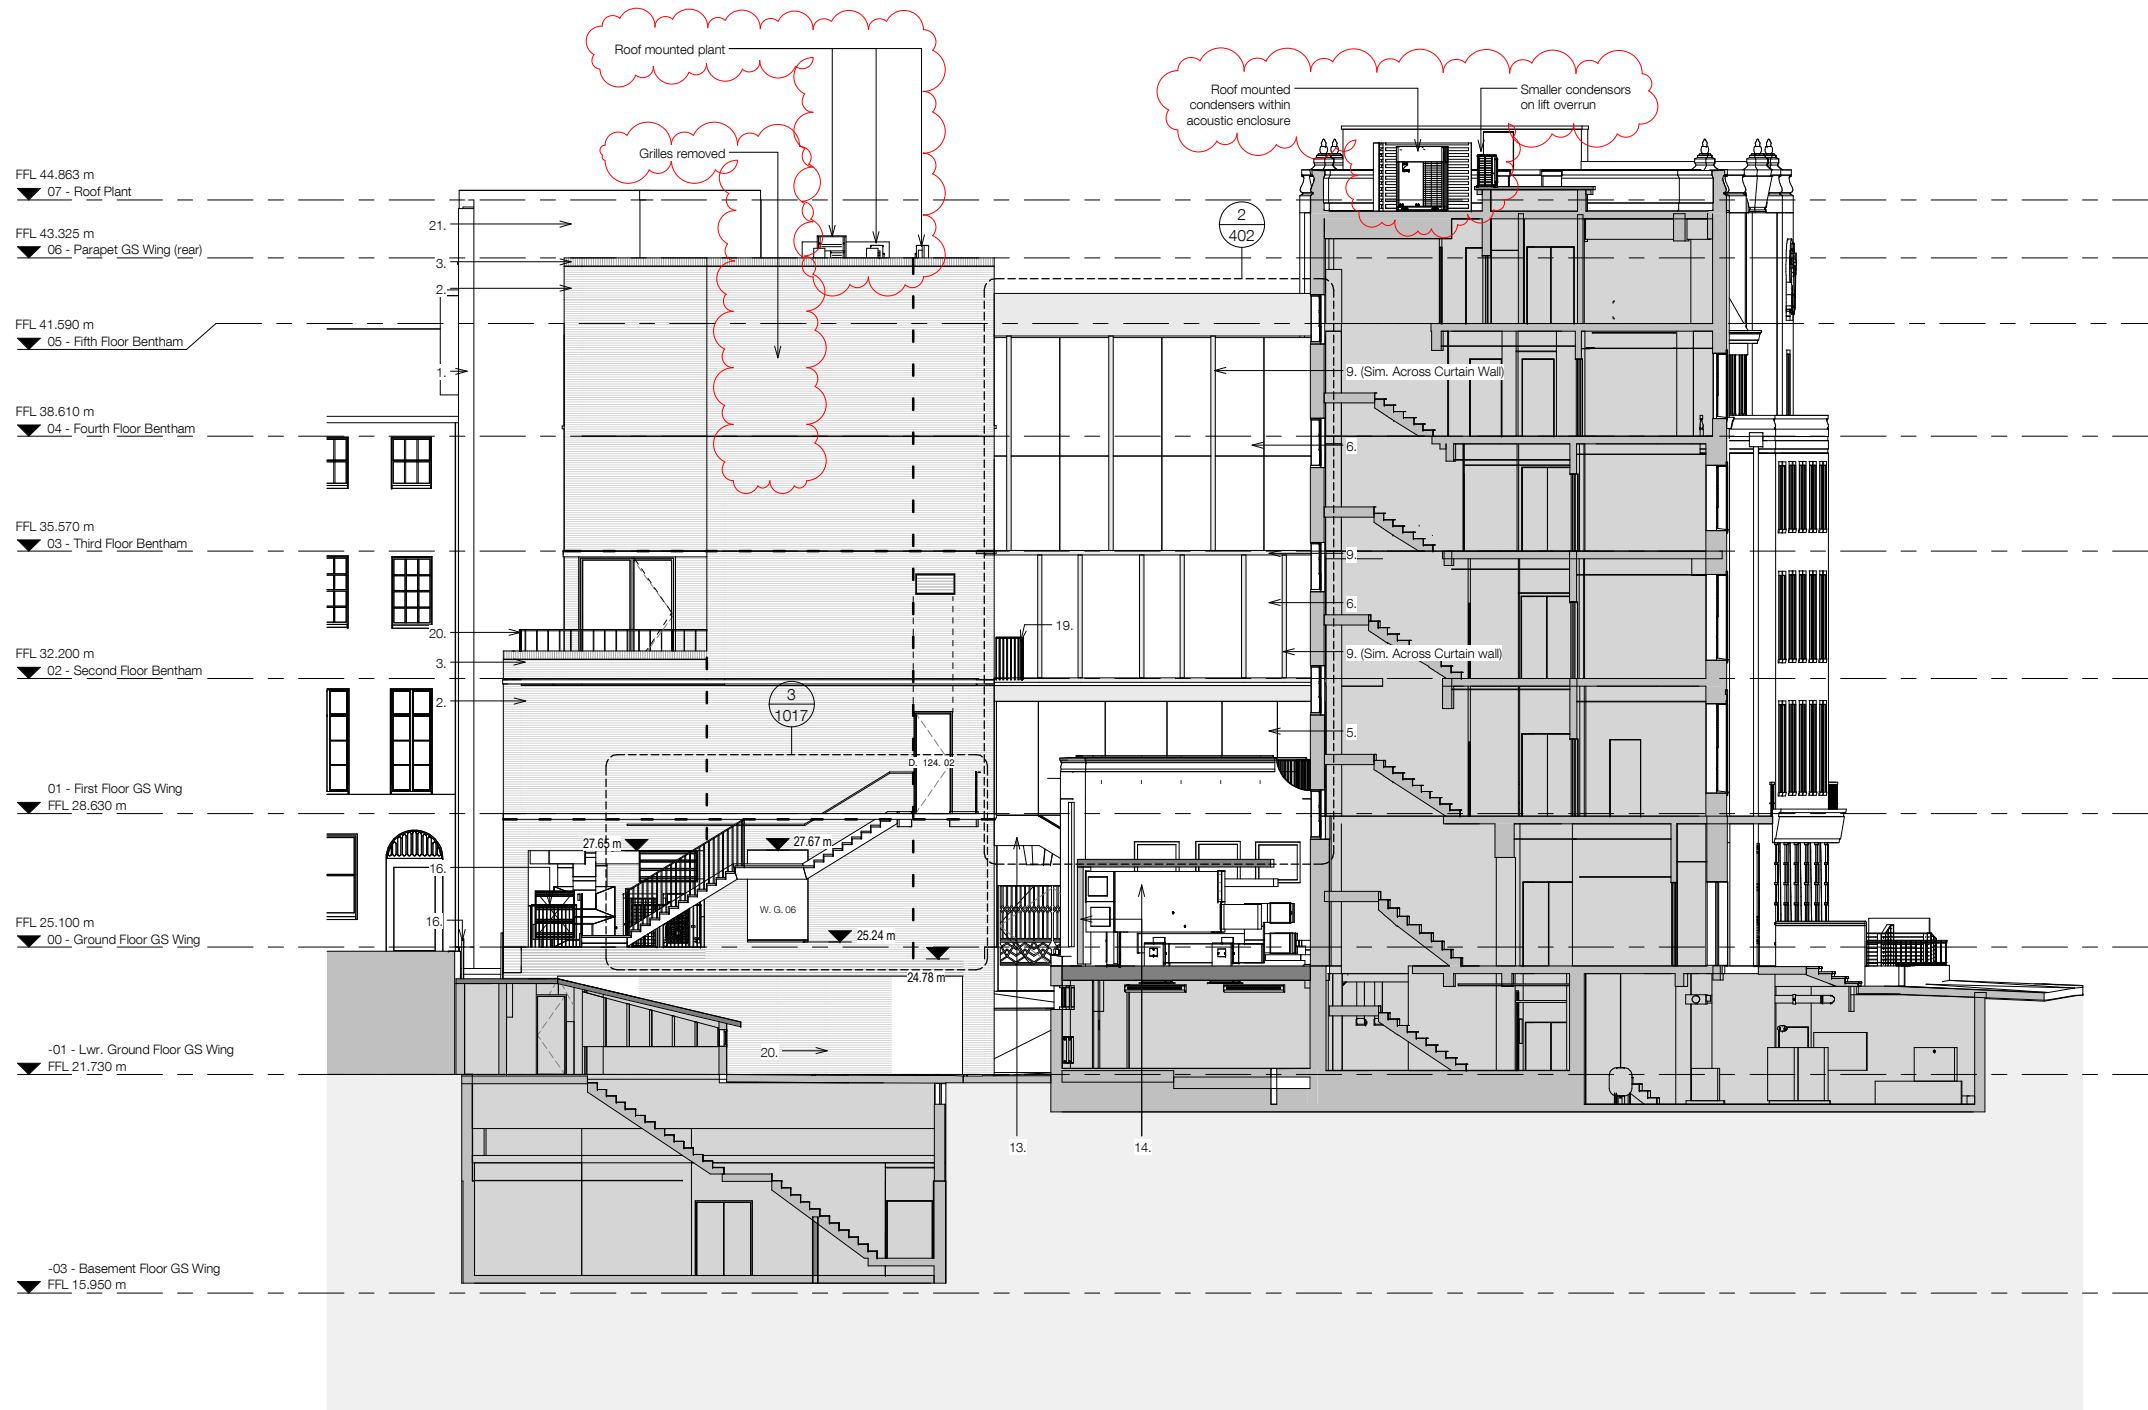 Roof mounted plant
Grilles removed
Roof mounted
condensers within
acoustic enclosure
Smaller condensors
on lift overrun
FFL 44.863 m
07 - Roof Plant
FFL 43.325 m
06 - Parapet GS Wing (rear)
FFL 41.590 m
05 - Fifth Floor Bentham
FFL 38.610 m
04 - Fourth Floor Bentham
FFL 35.570 m
03 - Third Floor Bentham
FFL 32.200 m
02 - Second Floor Bentham
01 - First Floor GS Wing
FFL 28.630 m
FFL 25.100 m
00 - Ground Floor GS Wing
-01 - Lwr. Ground Floor GS Wing
FFL 21.730 m
-03 - Basement Floor GS Wing
FFL 15.950 m
21.
3.
2.
1.
20.
3.
2.
16.
16.
2
402
3
1017
9. (Sim. Across Curtain Wall)
6.
9.
6.
19.
9. (Sim. Across Curtain wall)
5.
D. 124. 02
27.65 m
27.67 m
W. G. 06
25.24 m
24.78 m
20.
13.
14.